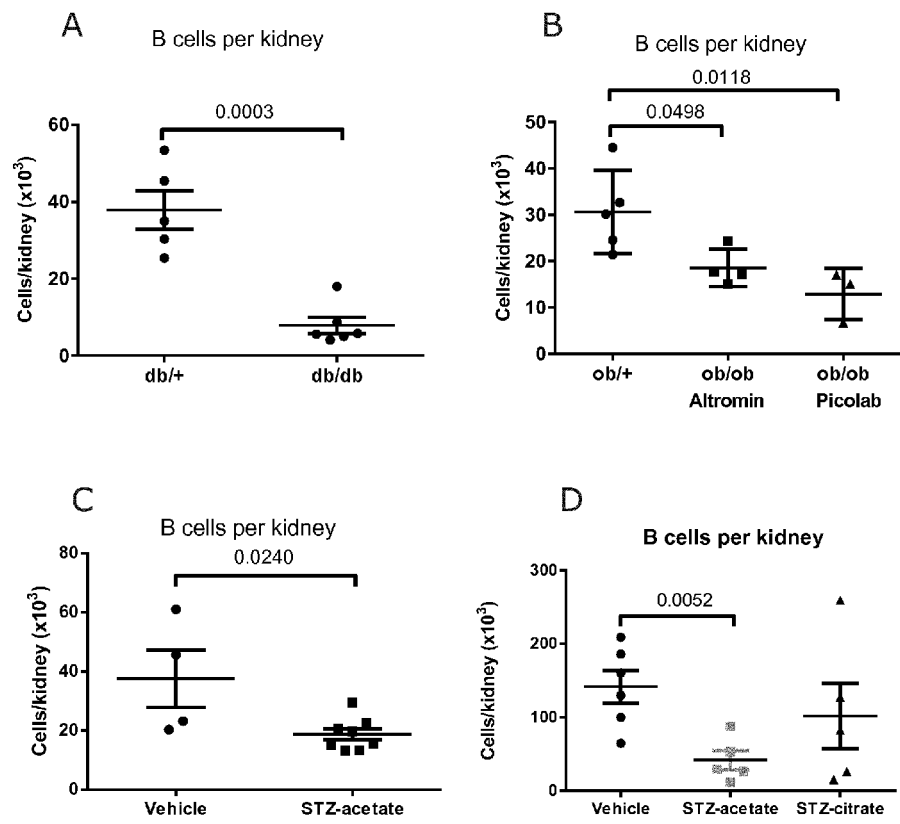 A
B cells per kidney
0.0003
Cells/kidney (x10³)
60
40
20
0
db/+ db/db
B
B cells per kidney
0.0118
0.0498
Cells/kidney (x10³)
50
40
30
20
10
0
ob/+ ob/ob ob/ob
Altromin Picolab
C
B cells per kidney
0.0240
Cells/kidney (x10³)
80
60
40
20
0
Vehicle STZ-acetate
D
B cells per kidney
0.0052
Cells/kidney (x10³)
300
200
100
0
Vehicle STZ-acetate STZ-citrate